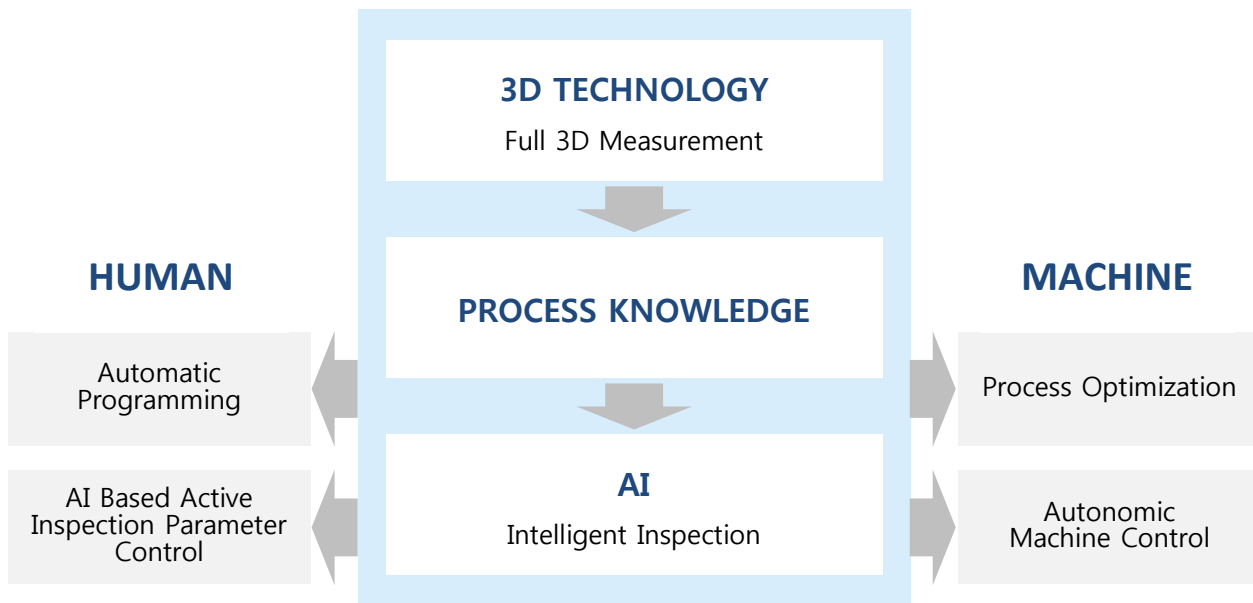 3D TECHNOLOGY
Full 3D Measurement
PROCESS KNOWLEDGE
AI
Intelligent Inspection
HUMAN
Automatic
Programming
AI Based Active
Inspection Parameter
Control
MACHINE
Process Optimization
Autonomic
Machine Control